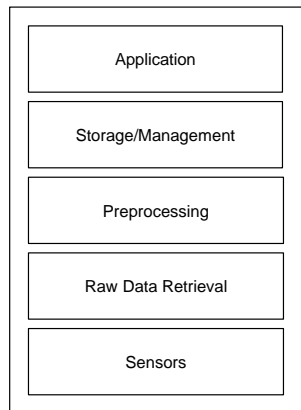 Application
Storage/Management
Preprocessing
Raw Data Retrieval
Sensors